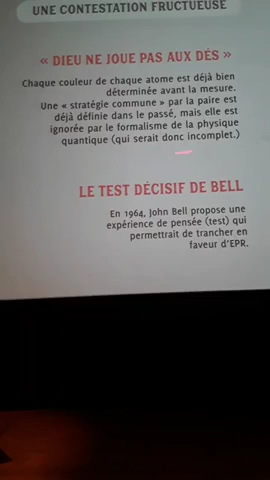 UNE CONTESTATION FRUCTUEUSE
« DIEU NE JOUE PAS AUX DÉS »
Chaque couleur de chaque atome est déjà bien
déterminée avant la mesure.
Une « stratégie commune » par la paire est
déjà définie dans le passé, mais elle est
ignorée par le formalisme de la physique
quantique (qui serait donc incomplet.)
LE TEST DÉCISIF DE BELL
En 1964, John Bell propose une
expérience de pensée (test) qui
permettrait de trancher en
faveur d'EPR.